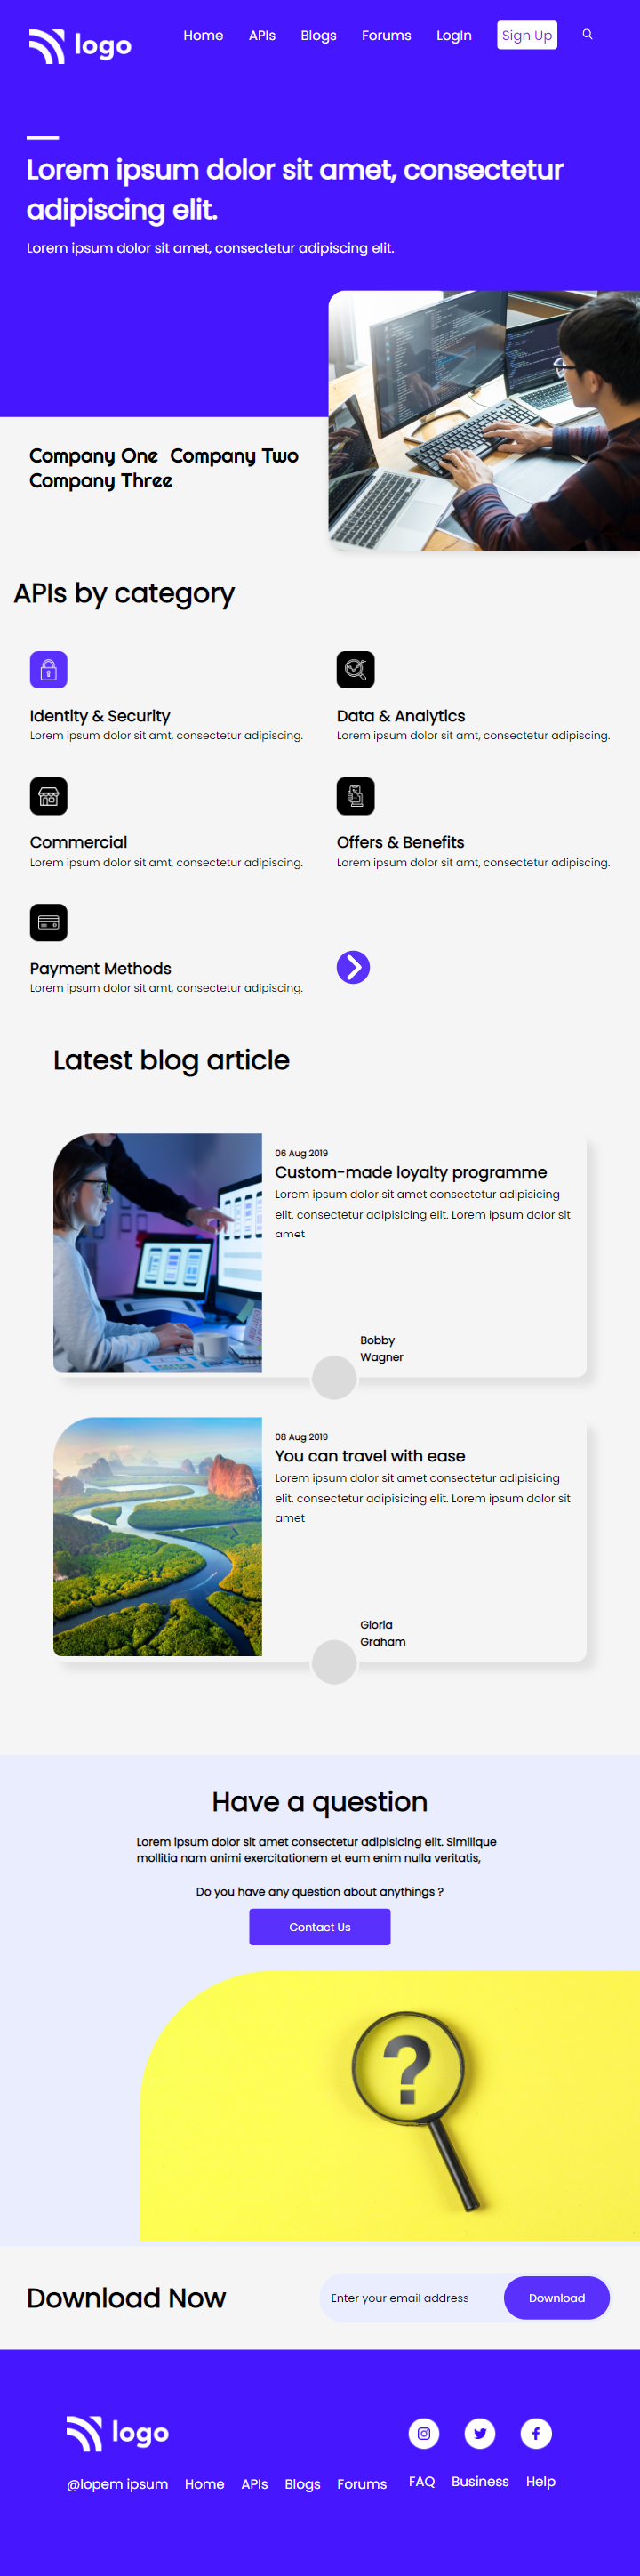 logo
Home APIs Blogs Forums LogIn Sign Up
Lorem ipsum dolor sit amet, consectetur
adipiscing elit.
Lorem ipsum dolor sit amet, consectetur adipiscing elit.
Company One Company Two
Company Three
APIs by category
Identity & Security
Lorem ipsum dolor sit amt, consectetur adipiscing.
Data & Analytics
Lorem ipsum dolor sit amt, consectetur adipiscing.
Commercial
Lorem ipsum dolor sit amt, consectetur adipiscing.
Offers & Benefits
Lorem ipsum dolor sit amt, consectetur adipiscing.
Payment Methods
Lorem ipsum dolor sit amt, consectetur adipiscing.
Latest blog article
06 Aug 2019
Custom-made loyalty programme
Lorem ipsum dolor sit amet consectetur adipisicing
elit. consectetur adipisicing elit. Lorem ipsum dolor sit
amet
Bobby
Wagner
08 Aug 2019
You can travel with ease
Lorem ipsum dolor sit amet consectetur adipisicing
elit. consectetur adipisicing elit. Lorem ipsum dolor sit
amet
Gloria
Graham
Have a question
Lorem ipsum dolor sit amet consectetur adipisicing elit. Similique
mollitia nam animi exercitationem et eum enim nulla veritatis,
Do you have any question about anythings ?
Contact Us
?
Download Now
Enter your email address
Download
logo
@lopem ipsum Home APIs Blogs Forums
FAQ Business Help